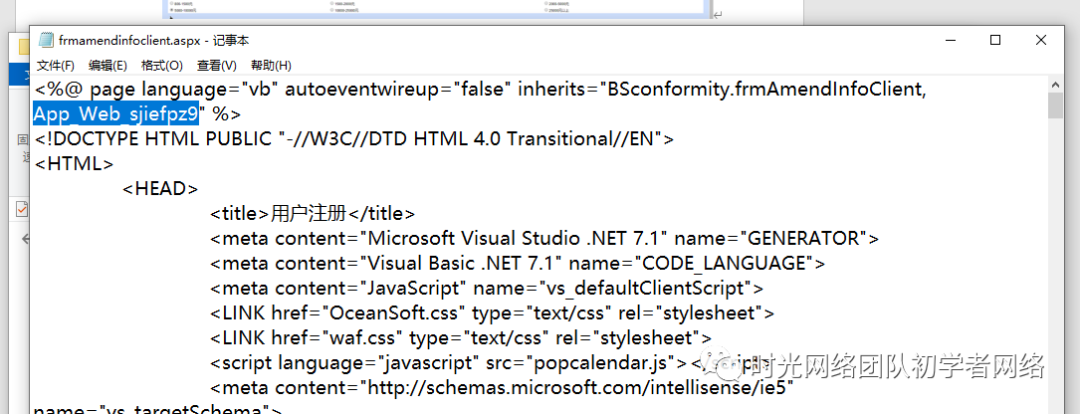 frmamendinfoclient.aspx - 记事本
文件(F) 编辑(E) 格式(O) 查看(V) 帮助(H)
<%@ page language="vb" autoeventwireup="false" inherits="BSconformity.frmAmendInfoClient,
App_Web_sjiefpz9" %>
<!DOCTYPE HTML PUBLIC "-//W3C//DTD HTML 4.0 Transitional//EN">
<HTML>
<HEAD>
<title>用户注册</title>
<meta content="Microsoft Visual Studio .NET 7.1" name="GENERATOR">
<meta content="Visual Basic .NET 7.1" name="CODE_LANGUAGE">
<meta content="JavaScript" name="vs_defaultClientScript">
<LINK href="OceanSoft.css" type="text/css" rel="stylesheet">
<LINK href="waf.css" type="text/css" rel="stylesheet">
<script language="javascript" src="popcalendar.js"></script>
时光网络团队初学者网络
<meta content="http://schemas.microsoft.com/intellisense/ie5"
name="vs_targetSchema">